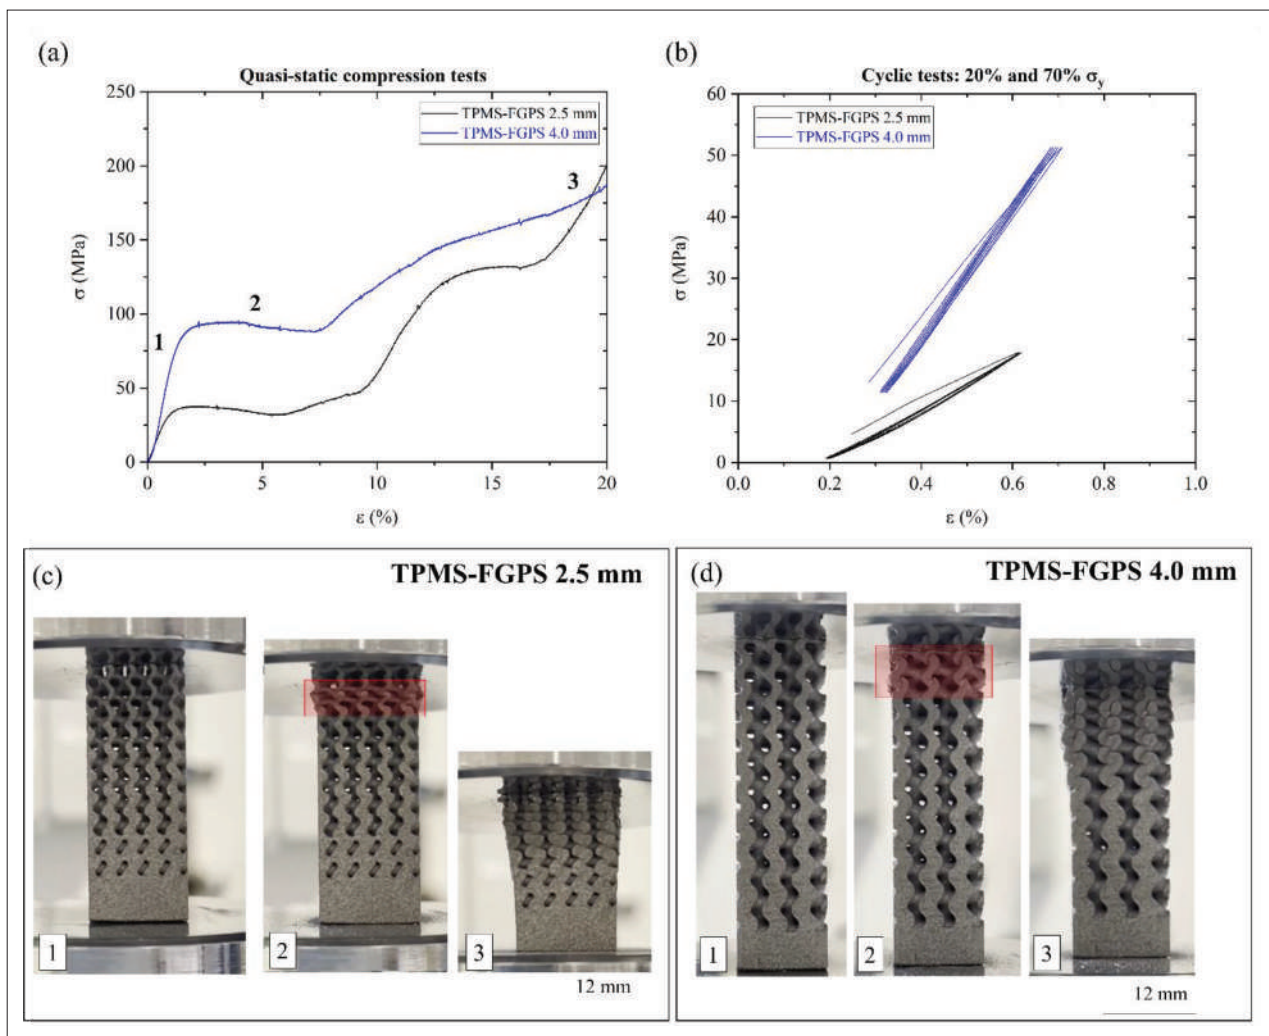 (a)
Quasi-static compression tests
250
200
150
100
50
0
σ (MPa)
TPMS-FGPS 2.5 mm
TPMS-FGPS 4.0 mm
1
2
3
0 5 10 15 20
ε (%)
(b)
Cyclic tests: 20% and 70% σy
60
50
40
30
20
10
0
σ (MPa)
TPMS-FGPS 2.5 mm
TPMS-FGPS 4.0 mm
0.0 0.2 0.4 0.6 0.8 1.0
ε (%)
(c)
TPMS-FGPS 2.5 mm
1
2
3
12 mm
(d)
TPMS-FGPS 4.0 mm
1
2
3
12 mm